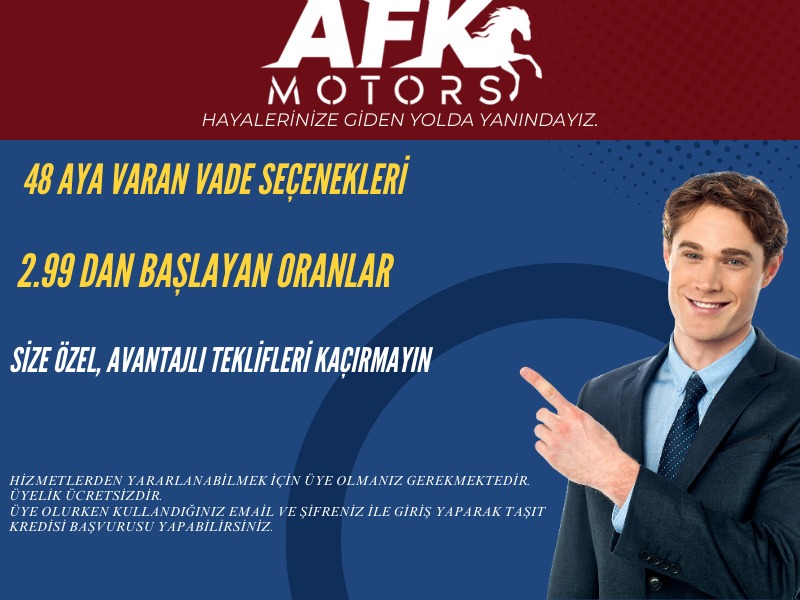 AFK
MOTORS
HAYALERİNİZE GİDEN YOLDA YANINDAYIZ.
48 AYA VARAN VADE SEÇENEKLERİ
2.99 DAN BAŞLAYAN ORANLAR
SİZE ÖZEL, AVANTAJLI TEKLİFLERİ KAÇIRMAYIN
HİZMETLERDEN YARARLANABİLMEK İÇİN ÜYE OLMANIZ GEREKMEKTEDİR.
ÜYELİK ÜCRETSİZDİR.
ÜYE OLURKEN KULLANDIĞINIZ EMAIL VE ŞİFRENİZ İLE GİRİŞ YAPARAK TAŞIT
KREDİSİ BAŞVURUSU YAPABİLİRSİNİZ.